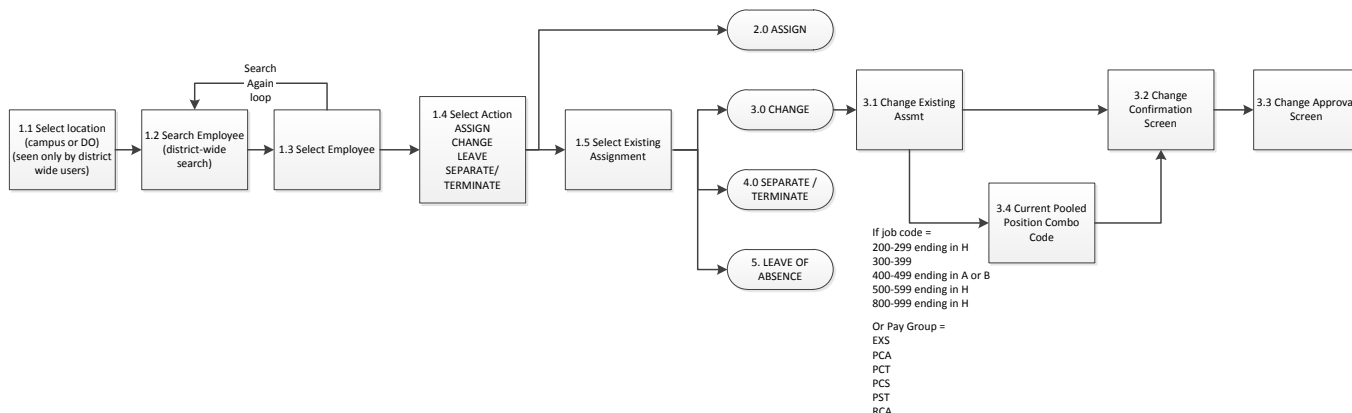 2.0 ASSIGN
Search
Again
loop
1.1 Select location
(campus or DO)
(seen only by district
wide users)
1.2 Search Employee
(district-wide
search)
1.3 Select Employee
1.4 Select Action
ASSIGN
CHANGE
LEAVE
SEPARATE/
TERMINATE
1.5 Select Existing
Assignment
3.0 CHANGE
4.0 SEPARATE /
TERMINATE
5. LEAVE OF
ABSENCE
3.1 Change Existing
Assmt
3.2 Change
Confirmation
Screen
3.3 Change Approval
Screen
3.4 Current Pooled
Position Combo
Code
If job code =
200-299 ending in H
300-399
400-499 ending in A or B
500-599 ending in H
800-999 ending in H
Or Pay Group =
EXS
PCA
PCT
PCS
PST
RCA